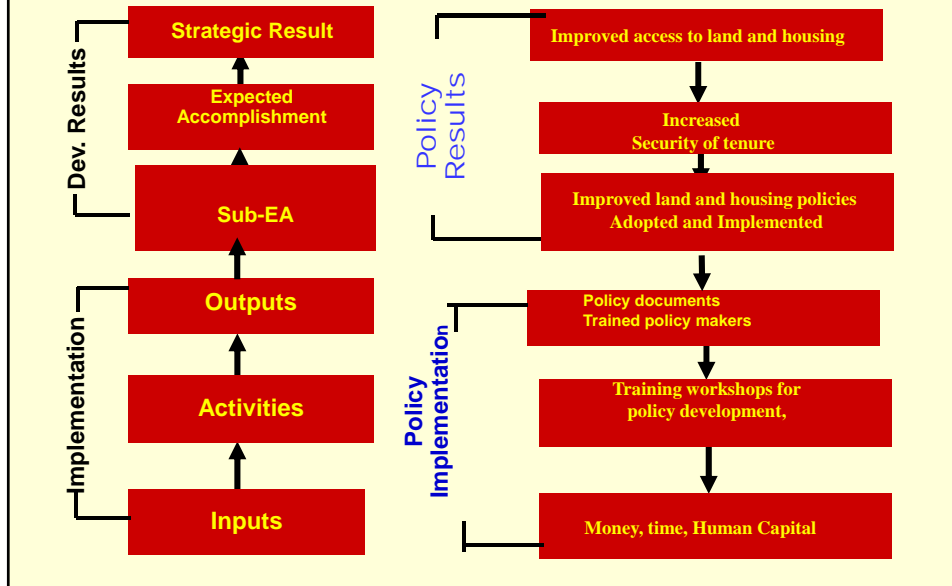 Dev. Results
Strategic Result
Expected
Accomplishment
Sub-EA
Implementation
Outputs
Activities
Inputs
Policy
Results
Improved access to land and housing
Increased
Security of tenure
Improved land and housing policies
Adopted and Implemented
Policy
Implementation
Policy documents
Trained policy makers
Training workshops for
policy development,
Money, time, Human Capital